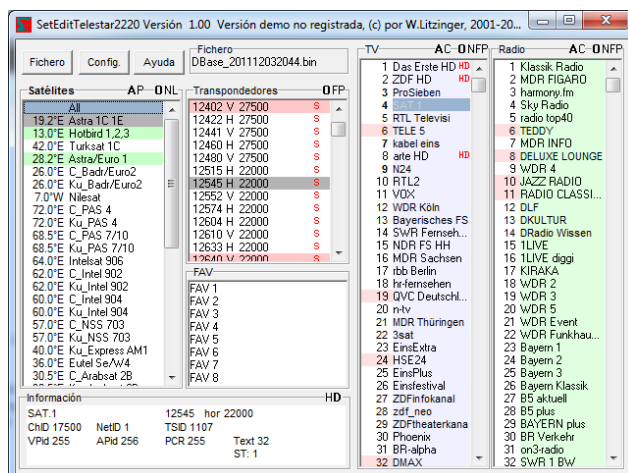 SetEditTelestar2220 Versión 1.00 Versión demo no registrada, (c) por W.Litzinger, 2001-20...
Fichero Config. Ayuda
Fichero
DBase_201112032044.bin
Satélites AP ONL
All
19.2°E Astra 1C 1E
13.0°E Hotbird 1,2,3
42.0°E Turksat 1C
28.2°E Astra/Euro 1
26.0°E C_Badr/Euro2
26.0°E Ku_Badr/Euro2
7.0°W Nilesat
72.0°E C_PAS 4
72.0°E Ku_PAS 4
68.5°E C_PAS 7/10
68.5°E Ku_PAS 7/10
64.0°E Intelsat 906
62.0°E C_Intel 902
62.0°E Ku_Intel 902
60.0°E C_Intel 904
60.0°E Ku_Intel 904
57.0°E C_NSS 703
57.0°E Ku_NSS 703
40.0°E Ku_Express AM1
36.0°E Eutel Se/W4
30.5°E C_Arabsat 2B
Transpondedores OFP
12402 V 27500 S
12422 H 27500 S
12441 V 27500 S
12460 H 27500 S
12480 V 27500 S
12515 H 22000 S
12545 H 22000 S
12552 V 22000 S
12574 H 22000 S
12604 H 22000 S
12610 V 22000 S
12633 H 22000 S
12640 V 22000 S
FAV
FAV 1
FAV 2
FAV 3
FAV 4
FAV 5
FAV 6
FAV 7
FAV 8
TV AC-ONFP
1 Das Erste HD HD
2 ZDF HD HD
3 ProSieben
4 SAT.1
5 RTL Televisi
6 TELE 5
7 kabel eins
8 arte HD HD
9 N24
10 RTL2
11 VOX
12 WDR Köln
13 Bayerisches FS
14 SWR Fernseh...
15 NDR FS HH
16 MDR Sachsen
17 rbb Berlin
18 hr-fernsehen
19 QVC Deutschl...
20 n-tv
21 MDR Thüringen
22 3sat
23 EinsExtra
24 HSE24
25 EinsPlus
26 Einsfestival
27 ZDFinfokanal
28 zdf_neo
29 ZDFtheaterkana
30 Phoenix
31 BR-alpha
32 DMAX
Radio AC-ONFP
1 Klassik Radio
2 MDR FIGARO
3 harmony.fm
4 Sky Radio
5 radio top40
6 TEDDY
7 MDR INFO
8 DELUXE LOUNGE
9 WDR 4
10 JAZZ RADIO
11 RADIO CLASSI...
12 DLF
13 DKULTUR
14 DRadio Wissen
15 1LIVE
16 1LIVE diggi
17 KIRAKA
18 WDR 2
19 WDR 3
20 WDR 5
21 WDR Event
22 WDR Funkhau...
23 Bayern 1
24 Bayern 2
25 Bayern 3
26 Bayern Klassik
27 B5 aktuell
28 B5 plus
29 BAYERN plus
30 BR Verkehr
31 on3-radio
32 SWR 1 BW
Información HD
SAT.1 12545 hor 22000
ChID 17500 NetID 1 TSID 1107
VPid 255 APid 256 PCR 255 Text 32
ST: 1